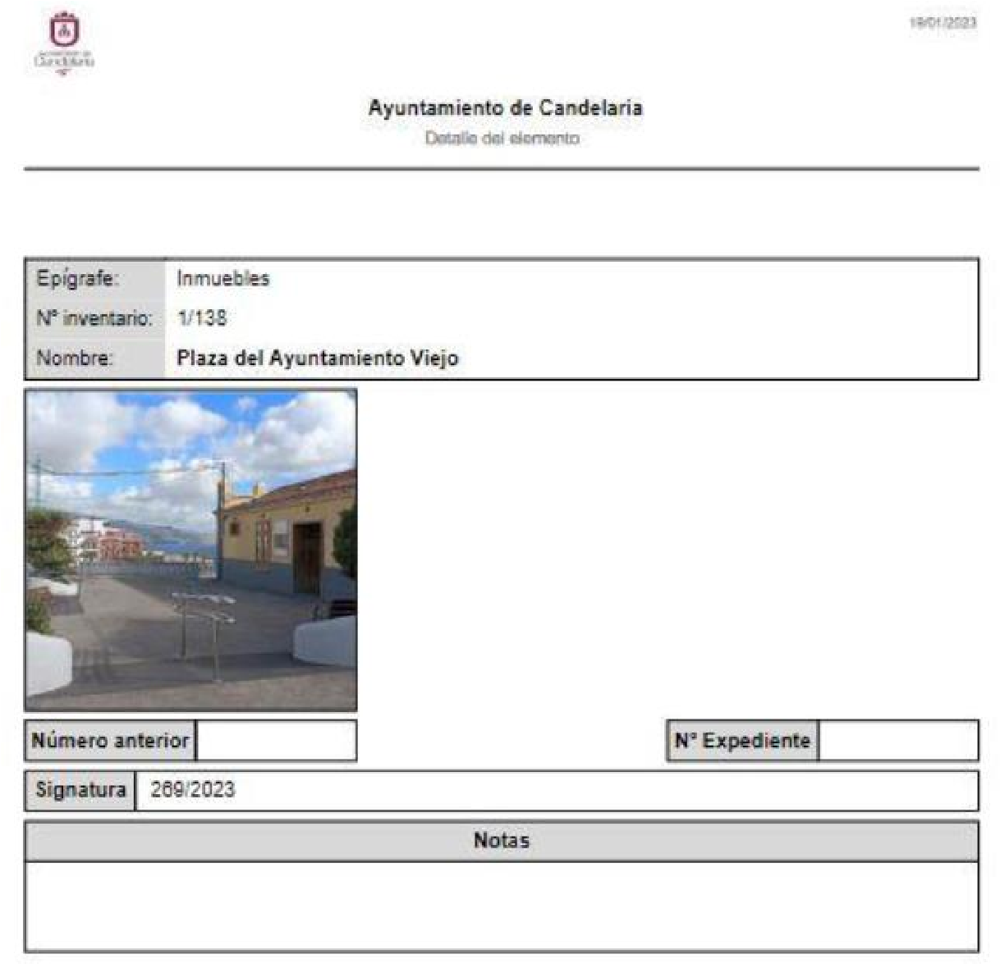 19/01/2023
Candelaria
Ayuntamiento de Candelaria
Detalle del elemento
Epígrafe: Inmuebles
Nº inventario: 1/138
Nombre: Plaza del Ayuntamiento Viejo
Número anterior
Nº Expediente
Signatura 269/2023
Notas